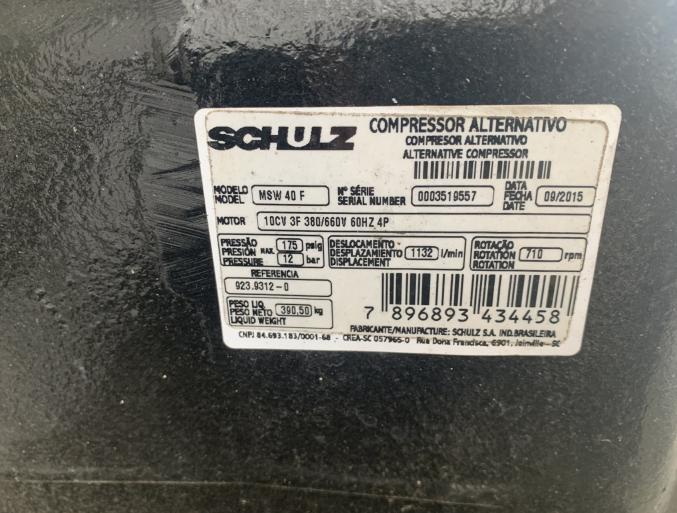 SCHULZ
COMPRESSOR ALTERNATIVO
COMPRESOR ALTERNATIVO
ALTERNATIVE COMPRESSOR
MODELO
MODEL
MSW 40 F
Nº SÉRIE
SERIAL NUMBER
0003519557
DATA
FECHA
DATE
09/2015
MOTOR
10CV 3F 380/660V 60HZ 4P
PRESSÃO
PRESIÓN MAX.
PRESSURE
175 psig
12 bar
DESLOCAMENTO
DESPLAZAMIENTO
DISPLACEMENT
1132 l/min
ROTAÇÃO
ROTATION
ROTATION
710 rpm
REFERENCIA
923.9312-0
PESO LIQ.
PESO NETO
LIQUID WEIGHT
390,50 kg
7 896893 434458
FABRICANTE/MANUFACTURE: SCHULZ S.A. IND.BRASILEIRA
CNPJ 84.693.183/0001-68 - CREA-SC 057965-0 Rua Dona Francisca, 6901, Joinville - SC